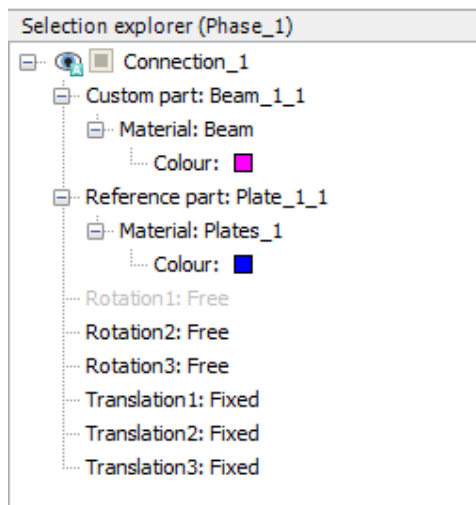 Selection explorer (Phase_1)
Connection_1
Custom part: Beam_1_1
Material: Beam
Colour:
Reference part: Plate_1_1
Material: Plates_1
Colour:
Rotation1: Free
Rotation2: Free
Rotation3: Free
Translation1: Fixed
Translation2: Fixed
Translation3: Fixed